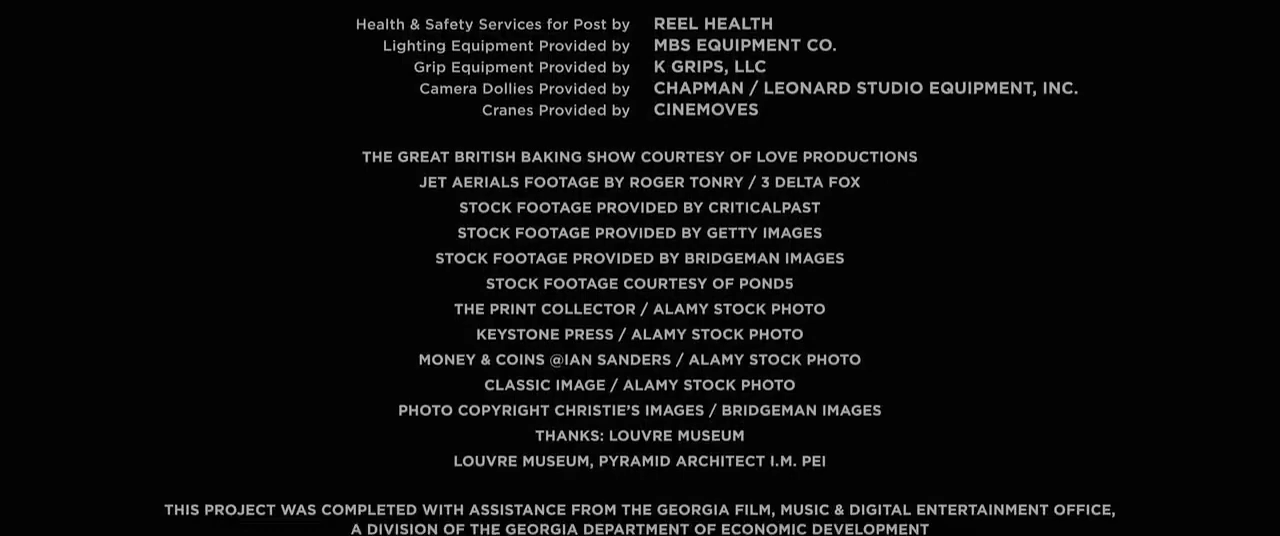 Health & Safety Services for Post by REEL HEALTH
Lighting Equipment Provided by MBS EQUIPMENT CO.
Grip Equipment Provided by K GRIPS, LLC
Camera Dollies Provided by CHAPMAN / LEONARD STUDIO EQUIPMENT, INC.
Cranes Provided by CINEMOVES
THE GREAT BRITISH BAKING SHOW COURTESY OF LOVE PRODUCTIONS
JET AERIALS FOOTAGE BY ROGER TONRY / 3 DELTA FOX
STOCK FOOTAGE PROVIDED BY CRITICALPAST
STOCK FOOTAGE PROVIDED BY GETTY IMAGES
STOCK FOOTAGE PROVIDED BY BRIDGEMAN IMAGES
STOCK FOOTAGE COURTESY OF POND5
THE PRINT COLLECTOR / ALAMY STOCK PHOTO
KEYSTONE PRESS / ALAMY STOCK PHOTO
MONEY & COINS @IAN SANDERS / ALAMY STOCK PHOTO
CLASSIC IMAGE / ALAMY STOCK PHOTO
PHOTO COPYRIGHT CHRISTIE'S IMAGES / BRIDGEMAN IMAGES
THANKS: LOUVRE MUSEUM
LOUVRE MUSEUM, PYRAMID ARCHITECT I.M. PEI
THIS PROJECT WAS COMPLETED WITH ASSISTANCE FROM THE GEORGIA FILM, MUSIC & DIGITAL ENTERTAINMENT OFFICE,
A DIVISION OF THE GEORGIA DEPARTMENT OF ECONOMIC DEVELOPMENT